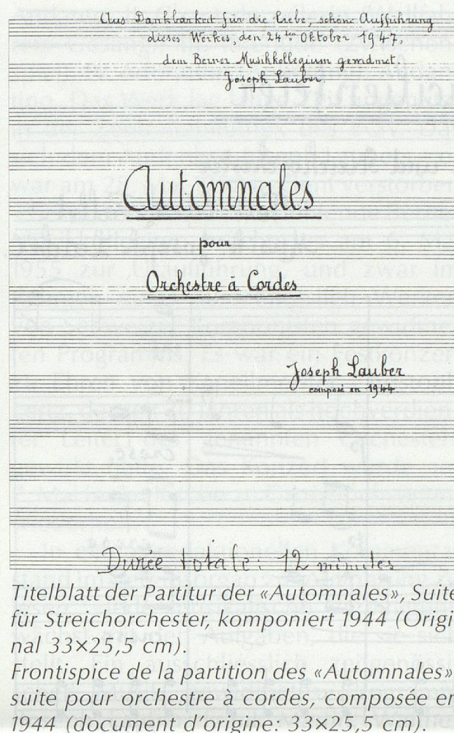 Aus Dankbarkeit für die liebe, schöne Aufführung
dieses Werkes, den 24ten Oktober 1947,
dem Berner Musikkollegium gewidmet.
Joseph Lauber
Automnales
pour
Orchestre à Cordes
Joseph Lauber
composé en 1944.
Durée totale: 12 minutes
Titelblatt der Partitur der «Automnales», Suite
für Streichorchester, komponiert 1944 (Origi
nal 33×25,5 cm).
Frontispice de la partition des «Automnales»
suite pour orchestre à cordes, composée en
1944 (document d'origine: 33×25,5 cm).